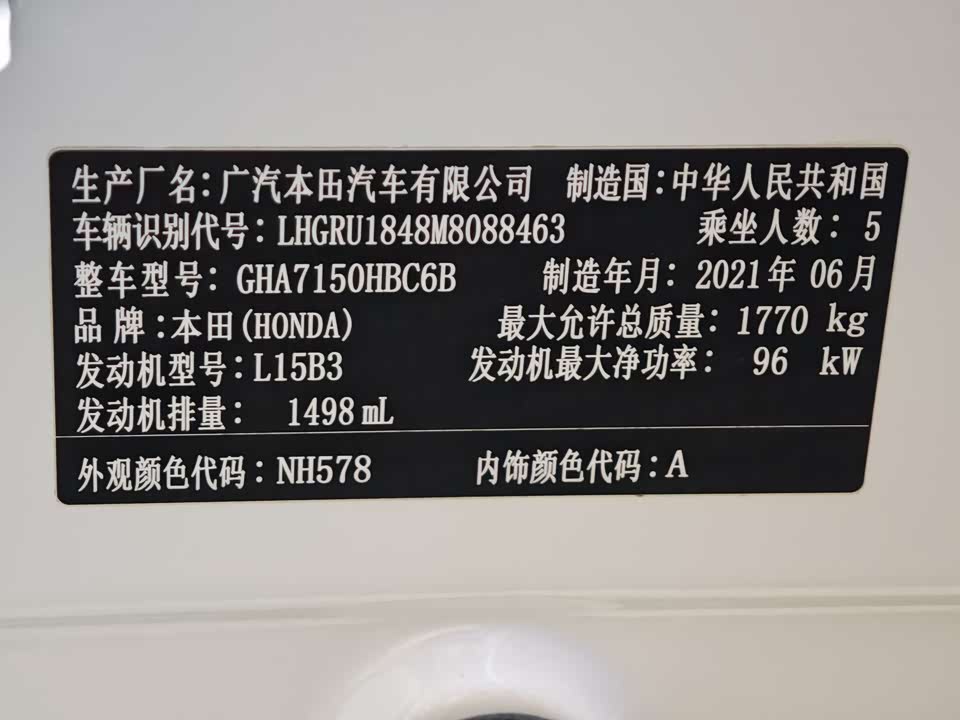 生产厂名：广汽本田汽车有限公司 制造国：中华人民共和国
车辆识别代号：LHGRU1848M8088463 乘坐人数：5
整车型号：GHA7150HBC6B 制造年月：2021年06月
品牌：本田(HONDA) 最大允许总质量：1770 kg
发动机型号：L15B3 发动机最大净功率：96 kW
发动机排量：1498 mL
外观颜色代码：NH578 内饰颜色代码：A